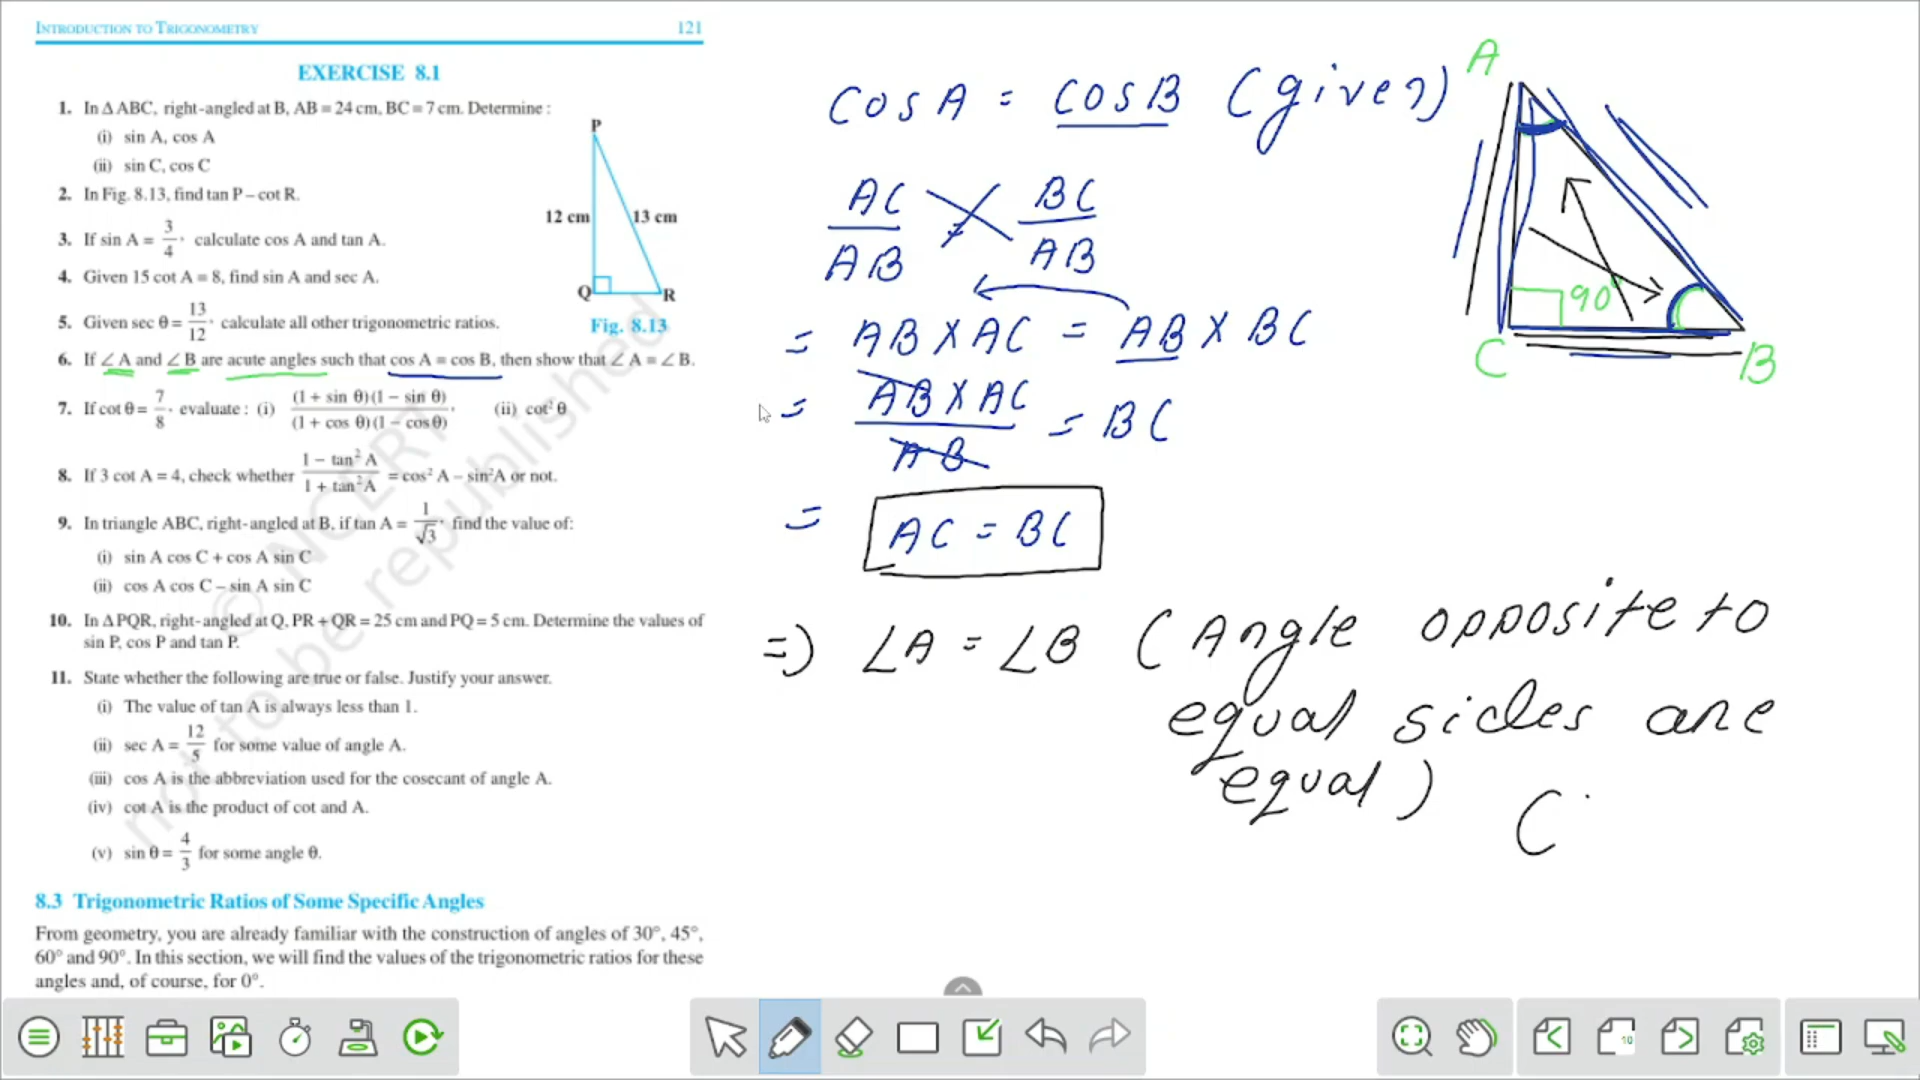 INTRODUCTION TO TRIGONOMETRY 121
EXERCISE 8.1
1. In Δ ABC, right-angled at B, AB = 24 cm, BC = 7 cm. Determine :
(i) sin A, cos A
(ii) sin C, cos C
2. In Fig. 8.13, find tan P – cot R.
3. If sin A = 3/4, calculate cos A and tan A.
4. Given 15 cot A = 8, find sin A and sec A.
5. Given sec θ = 13/12, calculate all other trigonometric ratios.
6. If ∠ A and ∠ B are acute angles such that cos A = cos B, then show that ∠ A = ∠ B.
7. If cot θ = 7/8, evaluate : (i) (1 + sin θ)(1 – sin θ)/(1 + cos θ)(1 – cos θ), (ii) cot² θ
8. If 3 cot A = 4, check whether 1 – tan² A/1 + tan² A = cos² A – sin² A or not.
9. In triangle ABC, right-angled at B, if tan A = 1/√3, find the value of:
(i) sin A cos C + cos A sin C
(ii) cos A cos C – sin A sin C
10. In Δ PQR, right-angled at Q, PR + QR = 25 cm and PQ = 5 cm. Determine the values of
sin P, cos P and tan P.
11. State whether the following are true or false. Justify your answer.
(i) The value of tan A is always less than 1.
(ii) sec A = 12/5 for some value of angle A.
(iii) cos A is the abbreviation used for the cosecant of angle A.
(iv) cot A is the product of cot and A.
(v) sin θ = 4/3 for some angle θ.
8.3 Trigonometric Ratios of Some Specific Angles
From geometry, you are already familiar with the construction of angles of 30°, 45°,
60° and 90°. In this section, we will find the values of the trigonometric ratios for these
angles and, of course, for 0°.
P
12 cm 13 cm
Q R
Fig. 8.13
© NCERT
not to be republished
COS A = COS B (given)
AC/AB = BC/AB
= AB X AC = AB X BC
= AB X AC/AB = BC
= AC = BC
=> ∠A = ∠B (Angle opposite to
equal sides are
equal) (
A
90°
C B
10